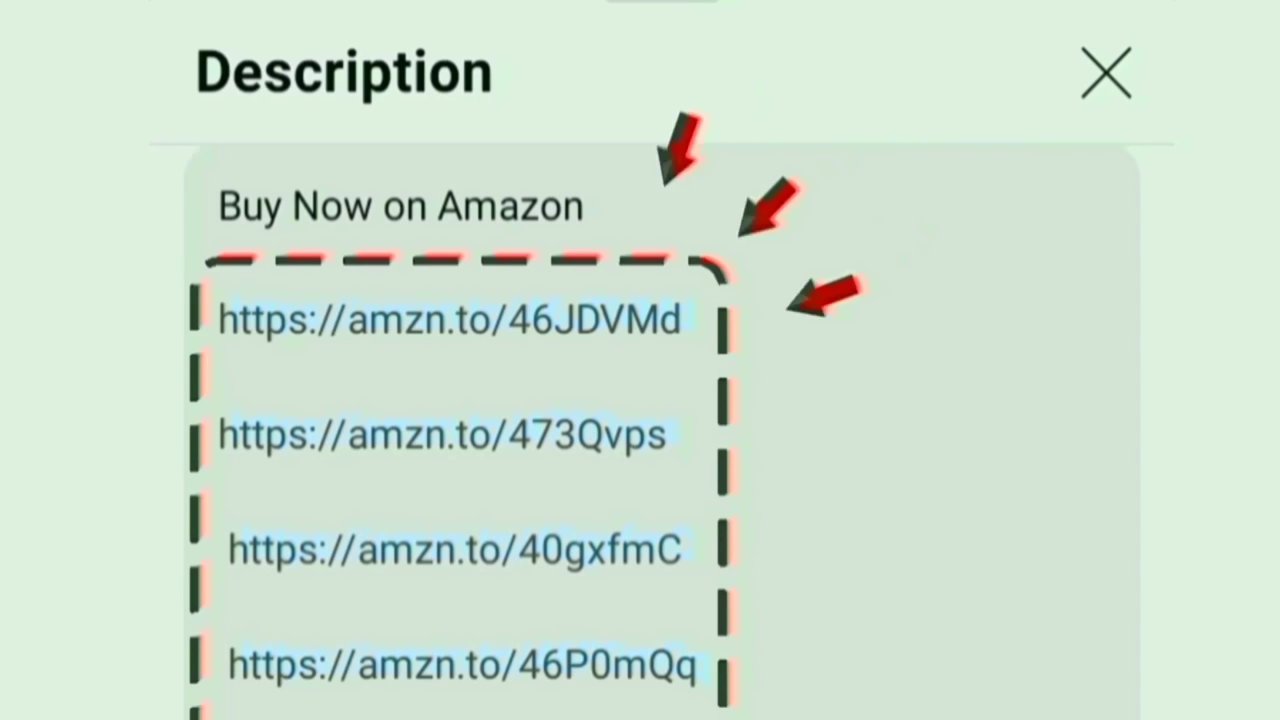 Description
Buy Now on Amazon
https://amzn.to/46JDVMd
https://amzn.to/473Qvps
https://amzn.to/40gxfmC
https://amzn.to/46P0mQq